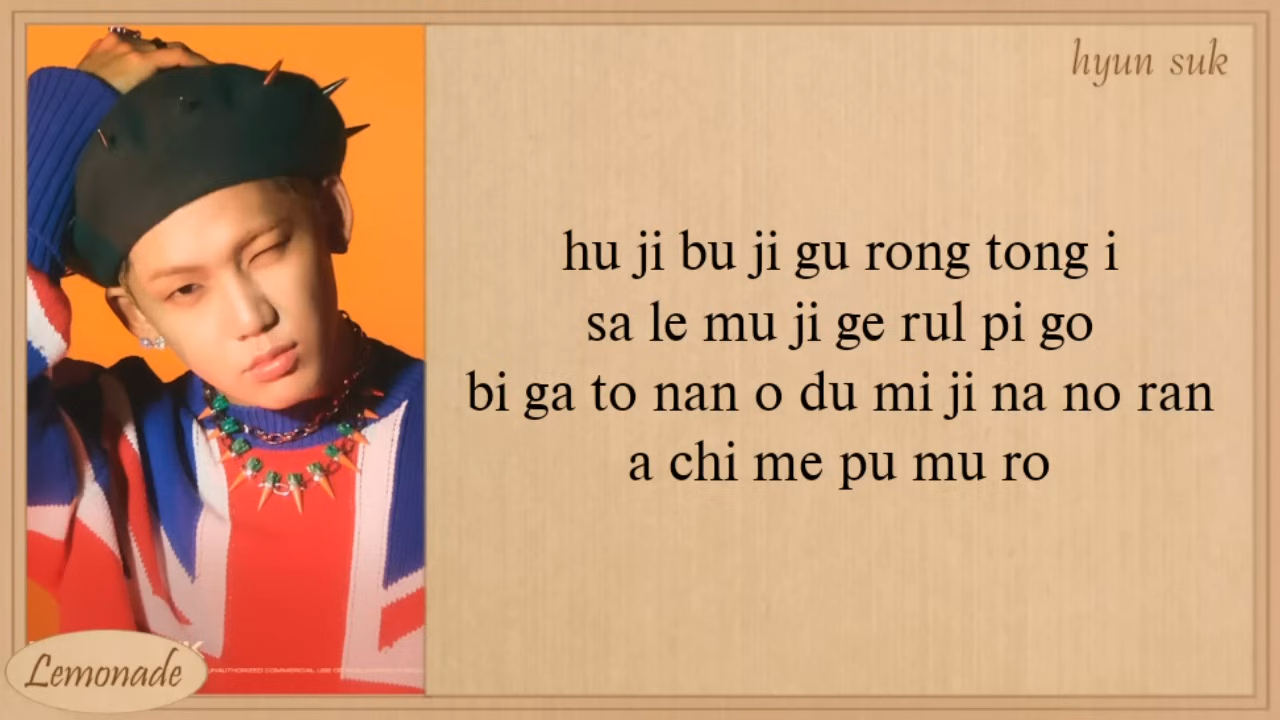 hyun suk
hu ji bu ji gu rong tong i
sa le mu ji ge rul pi go
bi ga to nan o du mi ji na no ran
a chi me pu mu ro
Lemonade